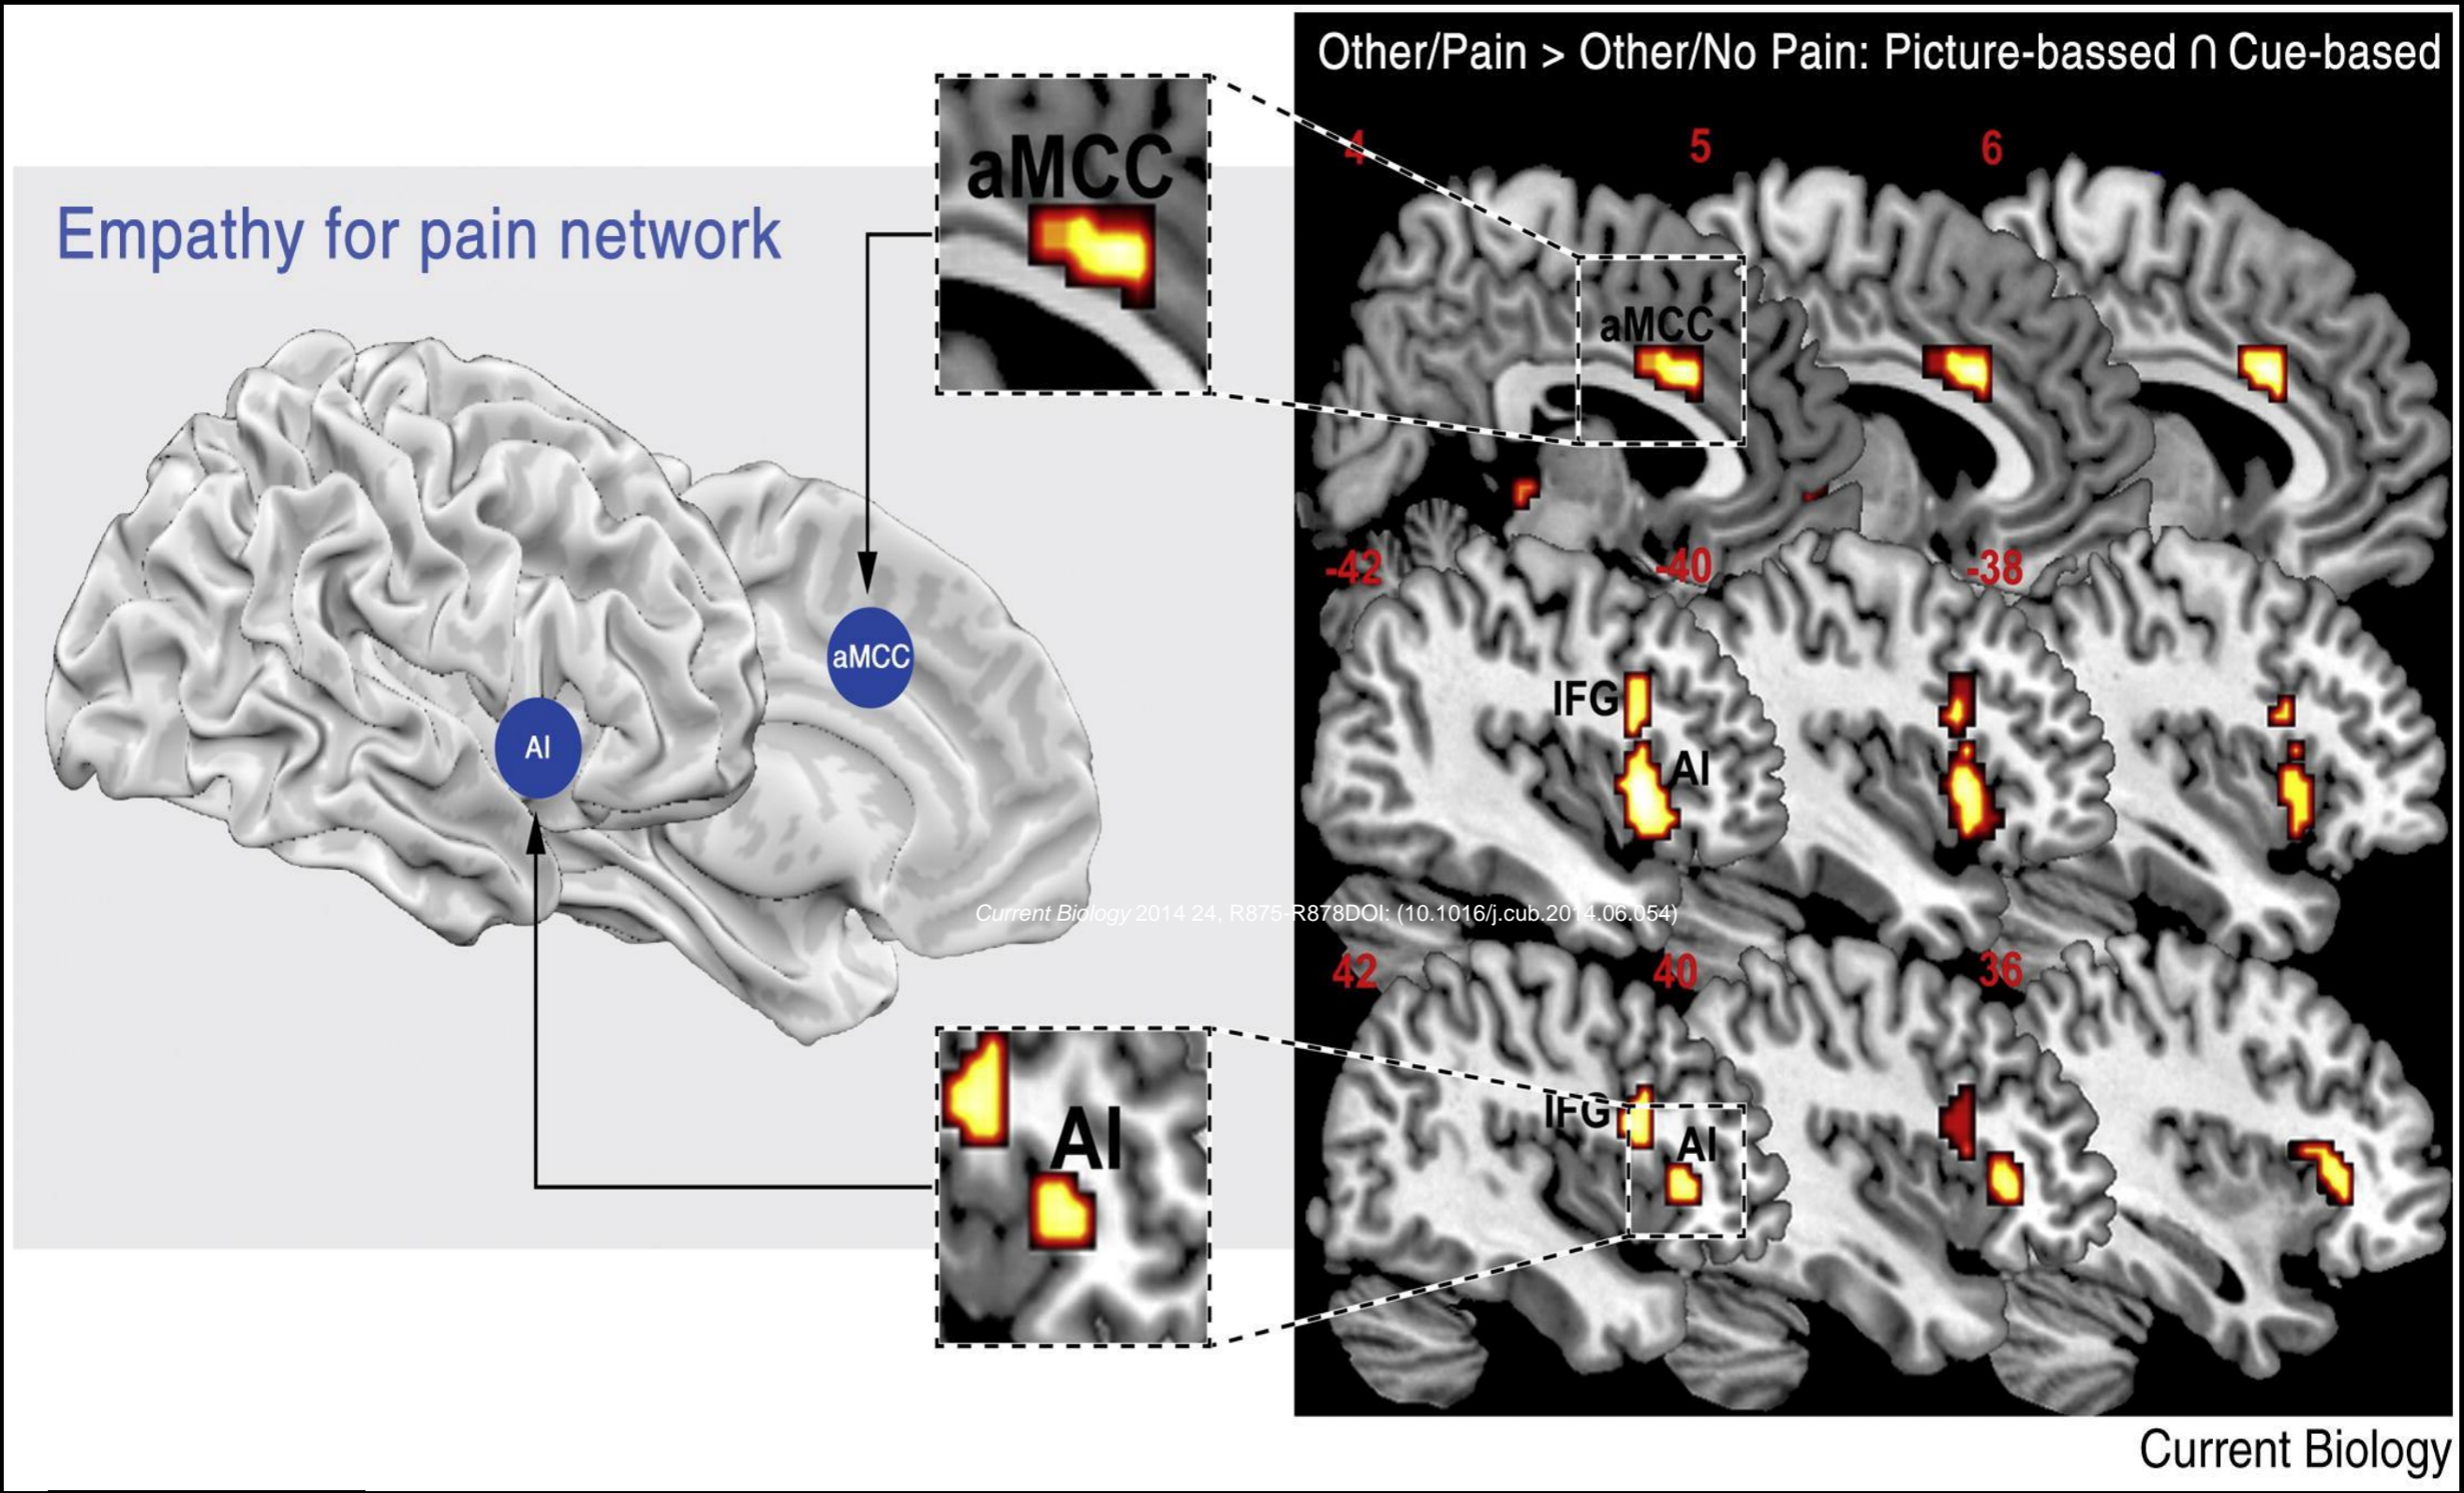 Other/Pain > Other/No Pain: Picture-bassed ∩ Cue-based
Empathy for pain network
aMCC
4
5
6
aMCC
aMCC
AI
-42
-40
-38
IFG
AI
Current Biology 2014 24, R875-R878DOI: (10.1016/j.cub.2014.06.054)
42
40
36
AI
IFG
AI
Current Biology